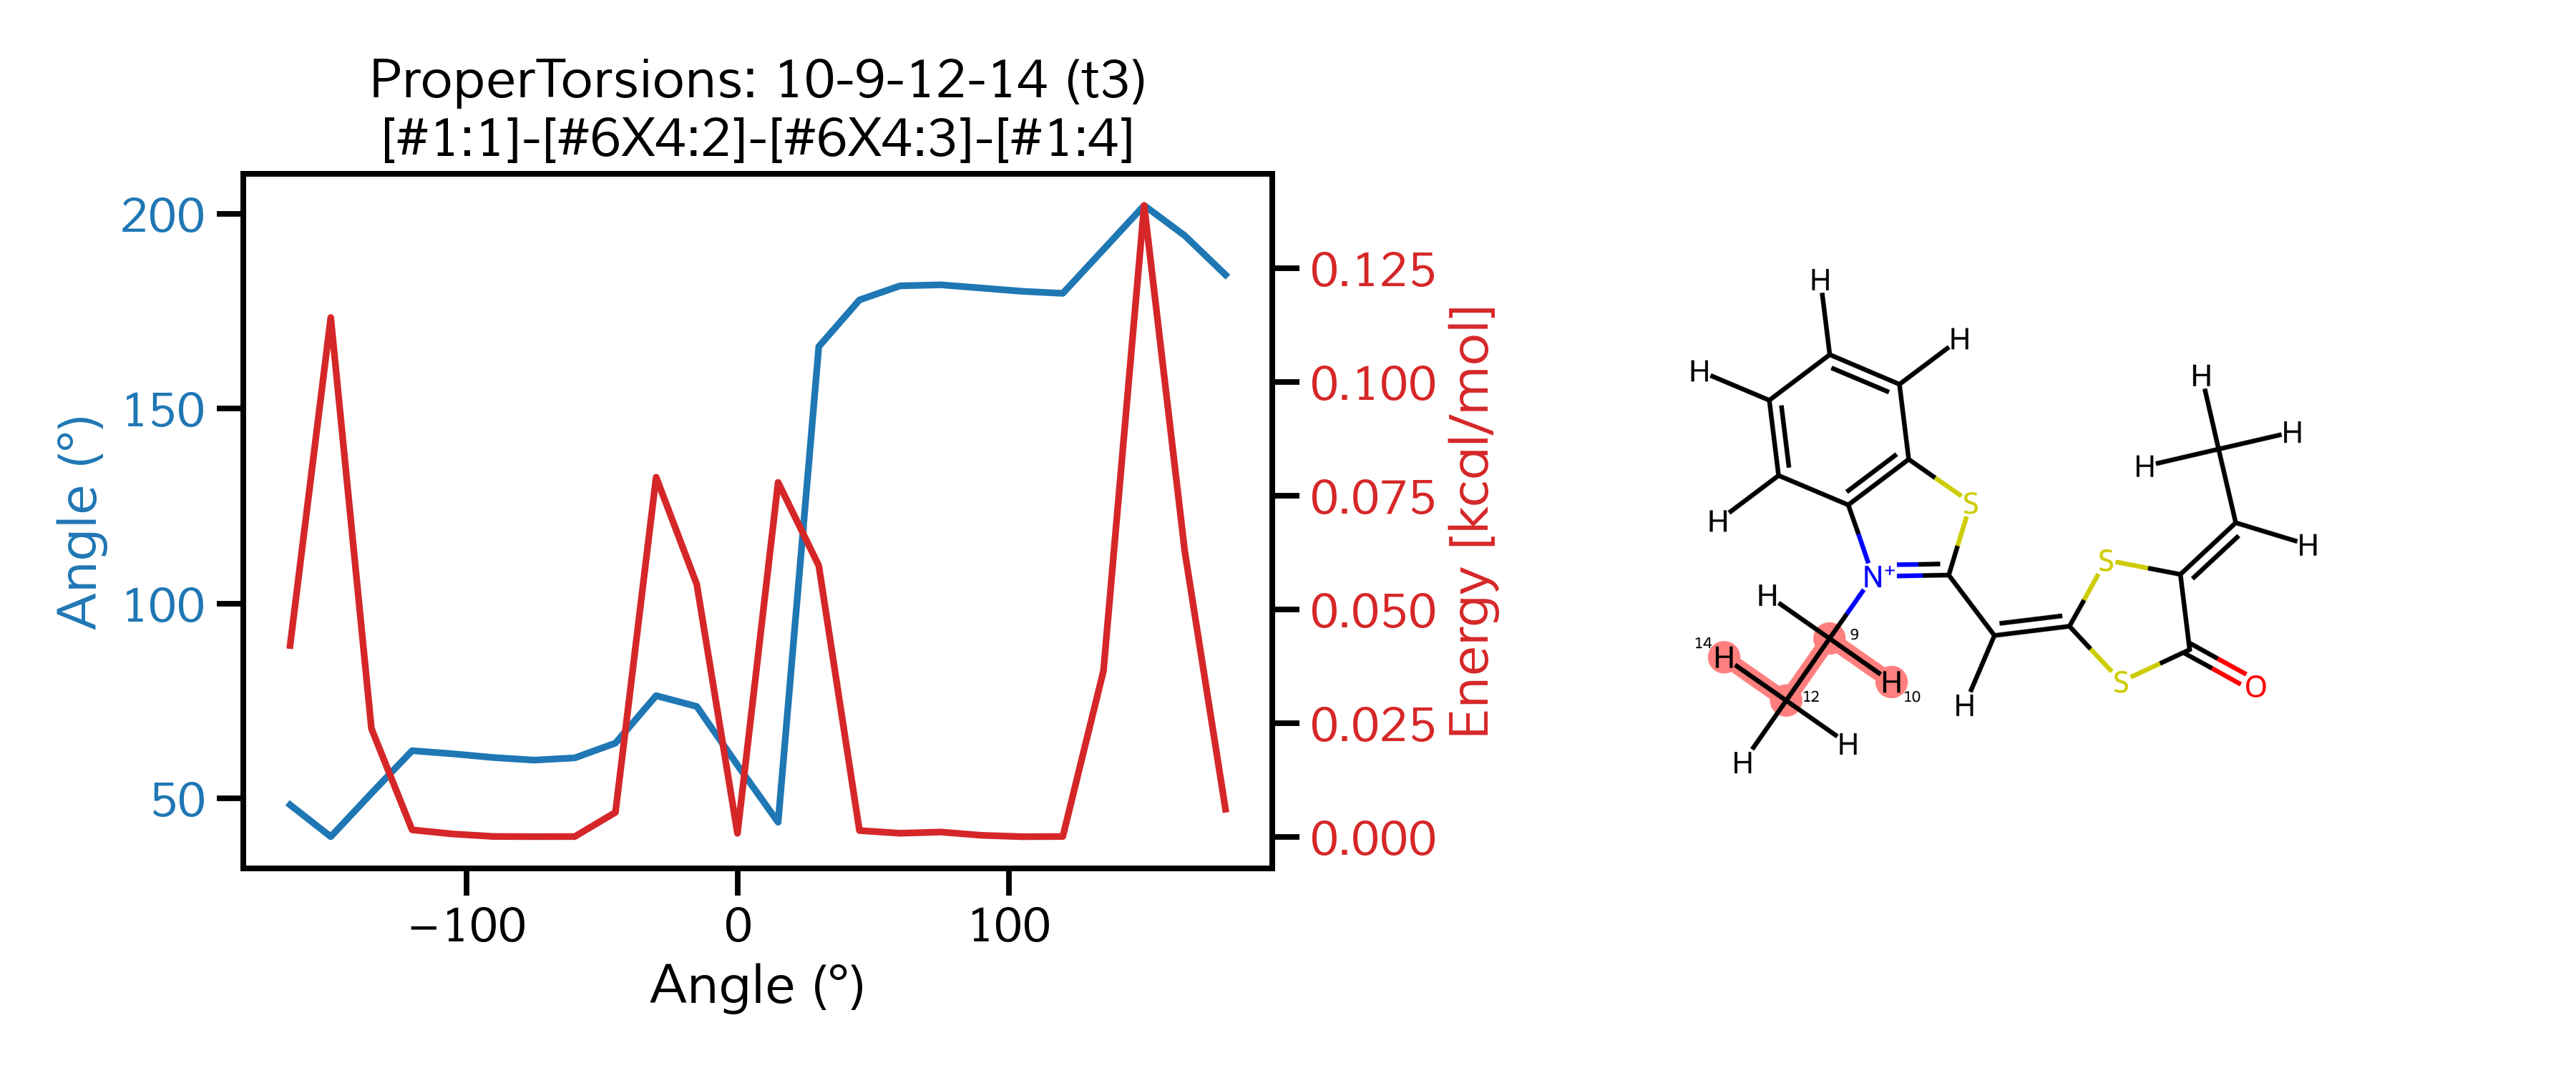 ProperTorsions: 10-9-12-14 (t3)
[#1:1]-[#6X4:2]-[#6X4:3]-[#1:4]
200
150
100
50
Angle (°)
0.125
0.100
0.075
0.050
0.025
0.000
Energy [kcal/mol]
−100
0
100
Angle (°)
H
H
H
H
H
H
H
S
H
S
N+
H
9
14
H
H
10
S
O
12
H
H
H